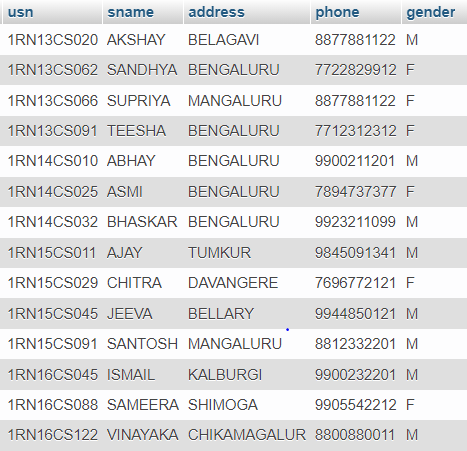 usn sname address phone gender
1RN13CS020 AKSHAY BELAGAVI 8877881122 M
1RN13CS062 SANDHYA BENGALURU 7722829912 F
1RN13CS066 SUPRIYA MANGALURU 8877881122 F
1RN13CS091 TEESHA BENGALURU 7712312312 F
1RN14CS010 ABHAY BENGALURU 9900211201 M
1RN14CS025 ASMI BENGALURU 7894737377 F
1RN14CS032 BHASKAR BENGALURU 9923211099 M
1RN15CS011 AJAY TUMKUR 9845091341 M
1RN15CS029 CHITRA DAVANGERE 7696772121 F
1RN15CS045 JEEVA BELLARY 9944850121 M
1RN15CS091 SANTOSH MANGALURU 8812332201 M
1RN16CS045 ISMAIL KALBURGI 9900232201 M
1RN16CS088 SAMEERA SHIMOGA 9905542212 F
1RN16CS122 VINAYAKA CHIKAMAGALUR 8800880011 M